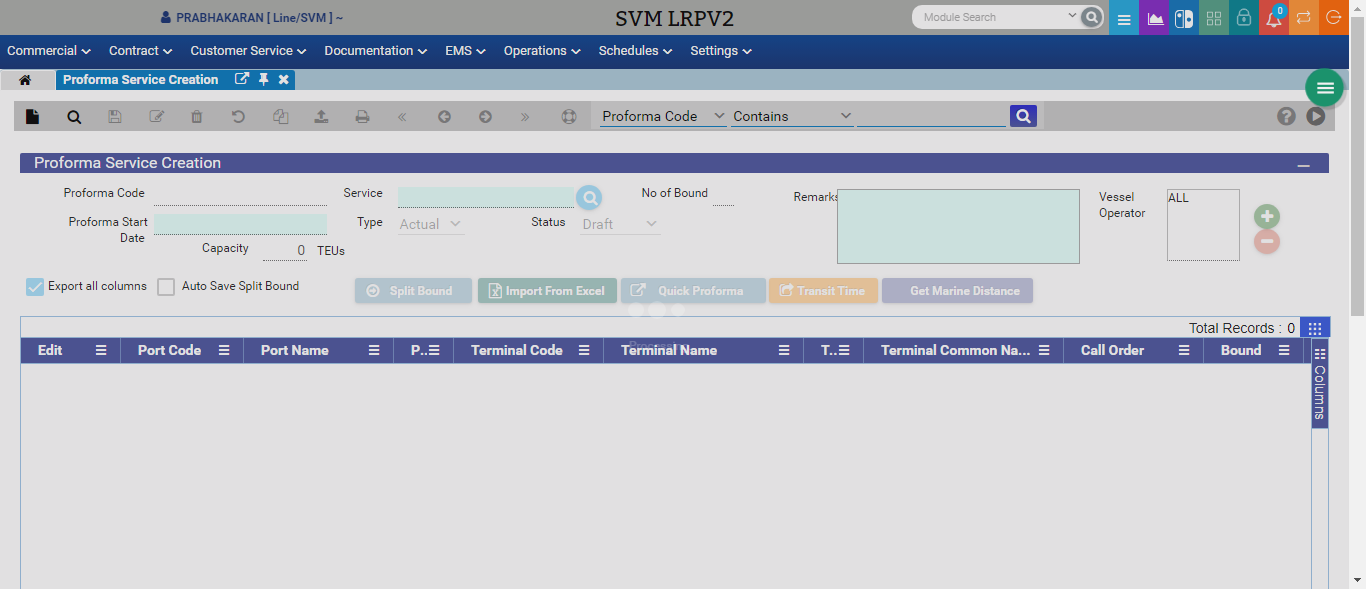 PRABHAKARAN [ Line/SVM ] ~
SVM LRPV2
Module Search
0
Commercial Contract Customer Service Documentation EMS Operations Schedules Settings
Proforma Service Creation
Proforma Code Contains
Proforma Service Creation
Proforma Code Service No of Bound Remarks Vessel Operator ALL
Proforma Start Date Type Actual Status Draft
Capacity 0 TEUs
Export all columns Auto Save Split Bound Split Bound Import From Excel Quick Proforma Transit Time Get Marine Distance
Total Records : 0
Edit Port Code Port Name P.. Terminal Code Terminal Name T.. Terminal Common Na... Call Order Bound
Columns